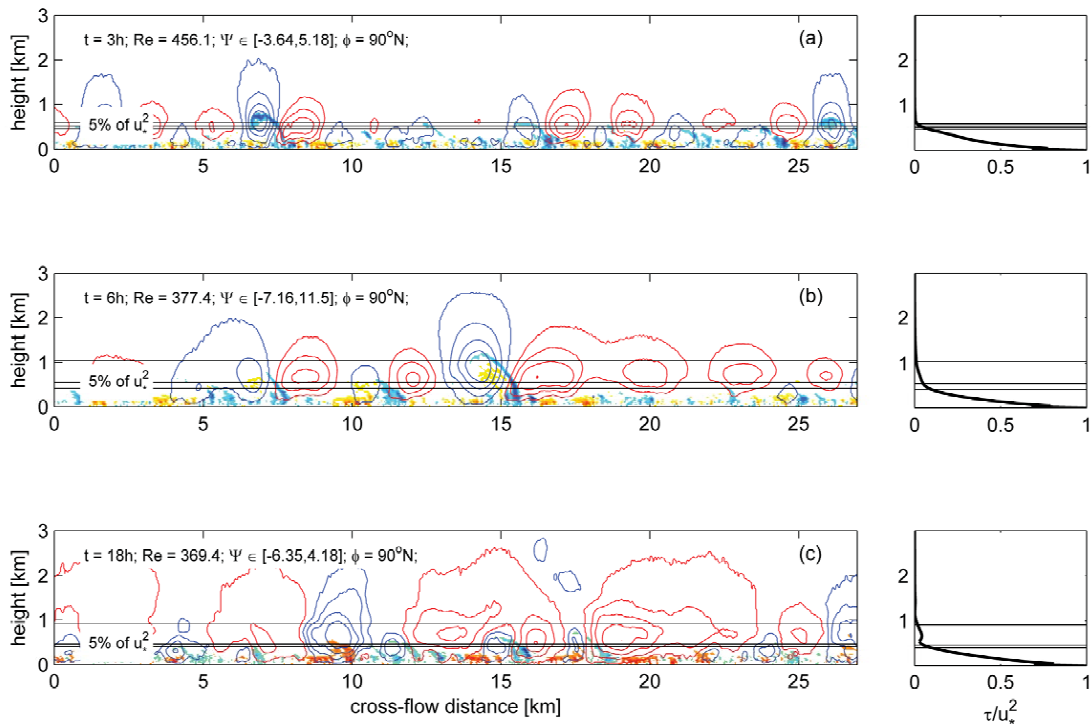 3
2
1
0
height [km]
t = 3h; Re = 456.1; Ψ ∈ [-3.64,5.18]; ϕ = 90°N;
(a)
5% of u*²
0 5 10 15 20 25
3
2
1
0
0 0.5 1
3
2
1
0
height [km]
t = 6h; Re = 377.4; Ψ ∈ [-7.16,11.5]; ϕ = 90°N;
(b)
5% of u*²
0 5 10 15 20 25
2
1
0
0 0.5 1
3
2
1
0
height [km]
t = 18h; Re = 369.4; Ψ ∈ [-6.35,4.18]; ϕ = 90°N;
(c)
5% of u*²
0 5 10 15 20 25
cross-flow distance [km]
2
1
0
0 0.5 1
τ/u*²